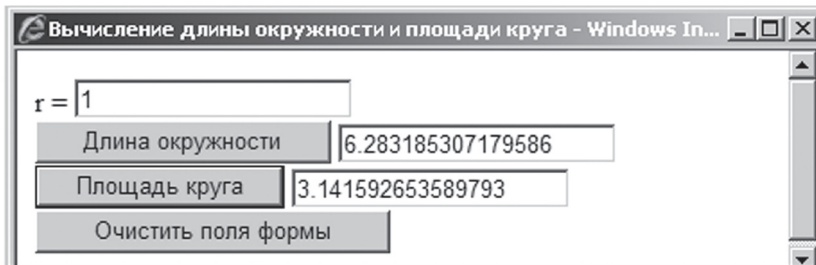 Вычисление длины окружности и площади круга - Windows In...
r = 1
Длина окружности 6.283185307179586
Площадь круга 3.141592653589793
Очистить поля формы